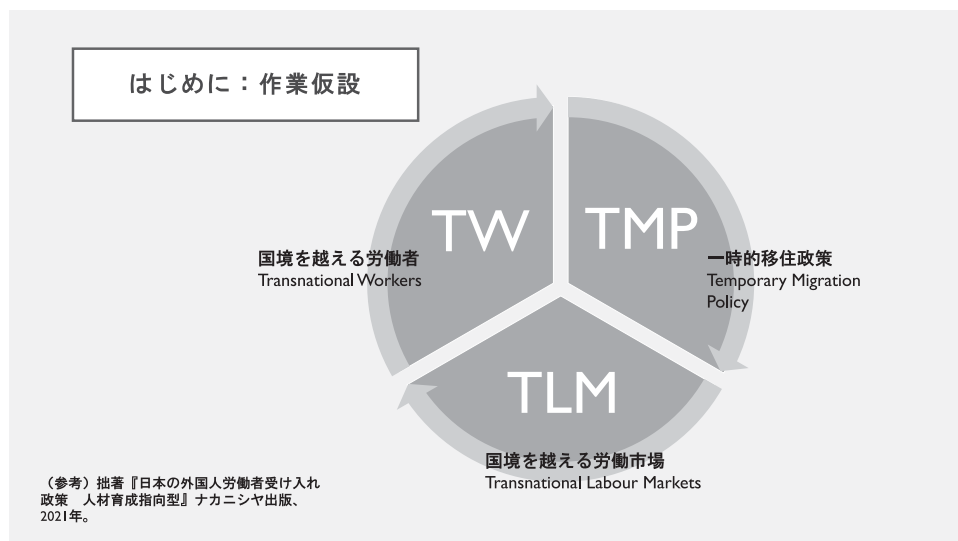 はじめに：作業仮設
TW
TMP
国境を越える労働者
Transnational Workers
一時的移住政策
Temporary Migration
Policy
TLM
国境を越える労働市場
Transnational Labour Markets
（参考）拙著『日本の外国人労働者受け入れ
政策　人材育成指向型』ナカニシヤ出版、
2021年。